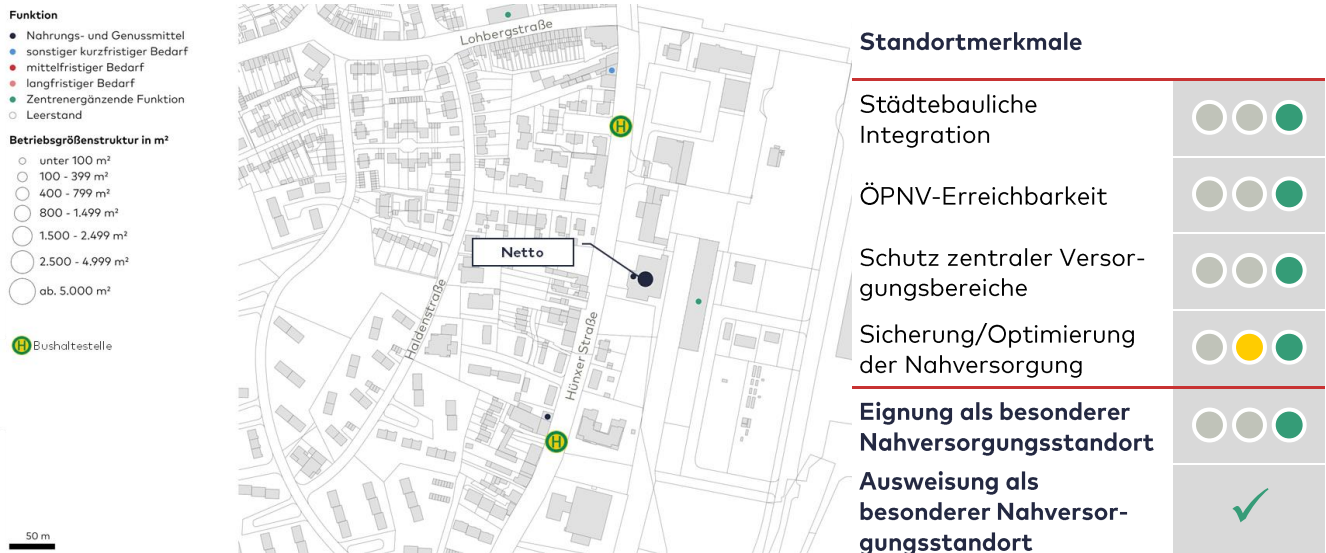 Funktion
Nahrungs- und Genussmittel
sonstiger kurzfristiger Bedarf
mittelfristiger Bedarf
langfristiger Bedarf
Zentrenergänzende Funktion
Leerstand
Betriebsgrößenstruktur in m²
unter 100 m²
100 - 399 m²
400 - 799 m²
800 - 1.499 m²
1.500 - 2.499 m²
2.500 - 4.999 m²
ab. 5.000 m²
H Bushaltestelle
50 m
Lohbergstraße
H
Netto
Haldenstraße
Hünxer Straße
H
Standortmerkmale
Städtebauliche
Integration
ÖPNV-Erreichbarkeit
Schutz zentraler Versor-
gungsbereiche
Sicherung/Optimierung
der Nahversorgung
Eignung als besonderer
Nahversorgungsstandort
Ausweisung als
besonderer Nahversor-
gungsstandort